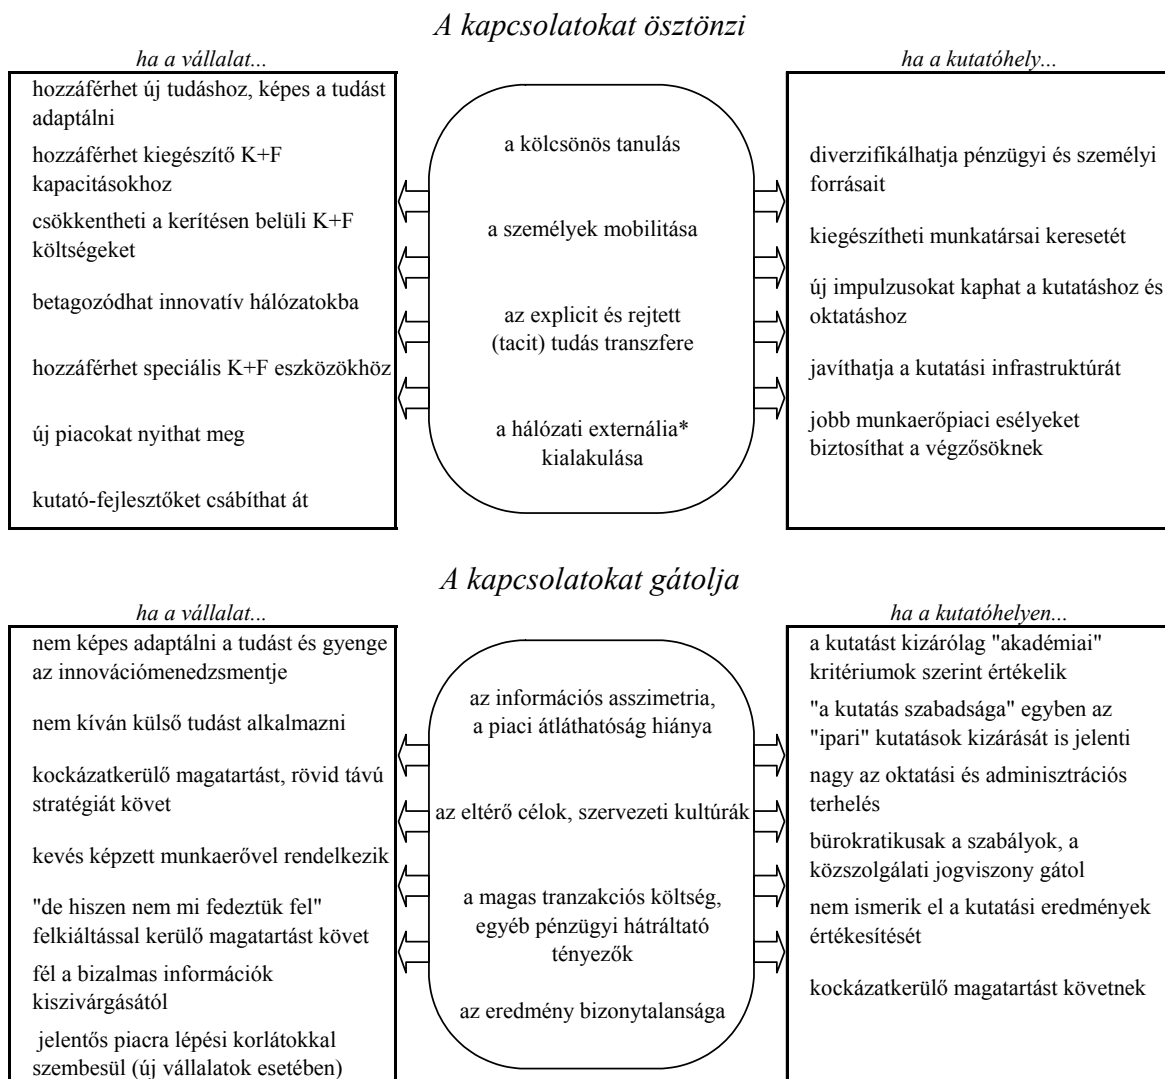 A kapcsolatokat ösztönzi
ha a vállalat...
hozzáférhet új tudáshoz, képes a tudást
adaptálni
hozzáférhet kiegészítő K+F
kapacitásokhoz
csökkentheti a kerítésen belüli K+F
költségeket
betagozódhat innovatív hálózatokba
hozzáférhet speciális K+F eszközökhöz
új piacokat nyithat meg
kutató-fejlesztőket csábíthat át
a kölcsönös tanulás
a személyek mobilitása
az explicit és rejtett
(tacit) tudás transzfere
a hálózati externália*
kialakulása
ha a kutatóhely...
diverzifikálhatja pénzügyi és személyi
forrásait
kiegészítheti munkatársai keresetét
új impulzusokat kaphat a kutatáshoz és
oktatáshoz
javíthatja a kutatási infrastruktúrát
jobb munkaerőpiaci esélyeket
biztosíthat a végzősöknek
A kapcsolatokat gátolja
ha a vállalat...
nem képes adaptálni a tudást és gyenge
az innovációmenedzsmentje
nem kíván külső tudást alkalmazni
kockázatkerülő magatartást, rövid távú
stratégiát követ
kevés képzett munkaerővel rendelkezik
"de hiszen nem mi fedeztük fel"
felkiáltással kerülő magatartást követ
fél a bizalmas információk
kiszivárgásától
jelentős piacra lépési korlátokkal
szembesül (új vállalatok esetében)
az információs asszimetria,
a piaci átláthatóság hiánya
az eltérő célok, szervezeti kultúrák
a magas tranzakciós költség,
egyéb pénzügyi hátráltató
tényezők
az eredmény bizonytalansága
ha a kutatóhelyen...
a kutatást kizárólag "akadémiai"
kritériumok szerint értékelik
"a kutatás szabadsága" egyben az
"ipari" kutatások kizárását is jelenti
nagy az oktatási és adminisztrációs
terhelés
bürokratikusak a szabályok, a
közszolgálati jogviszony gátol
nem ismerik el a kutatási eredmények
értékesítését
kockázatkerülő magatartást követnek